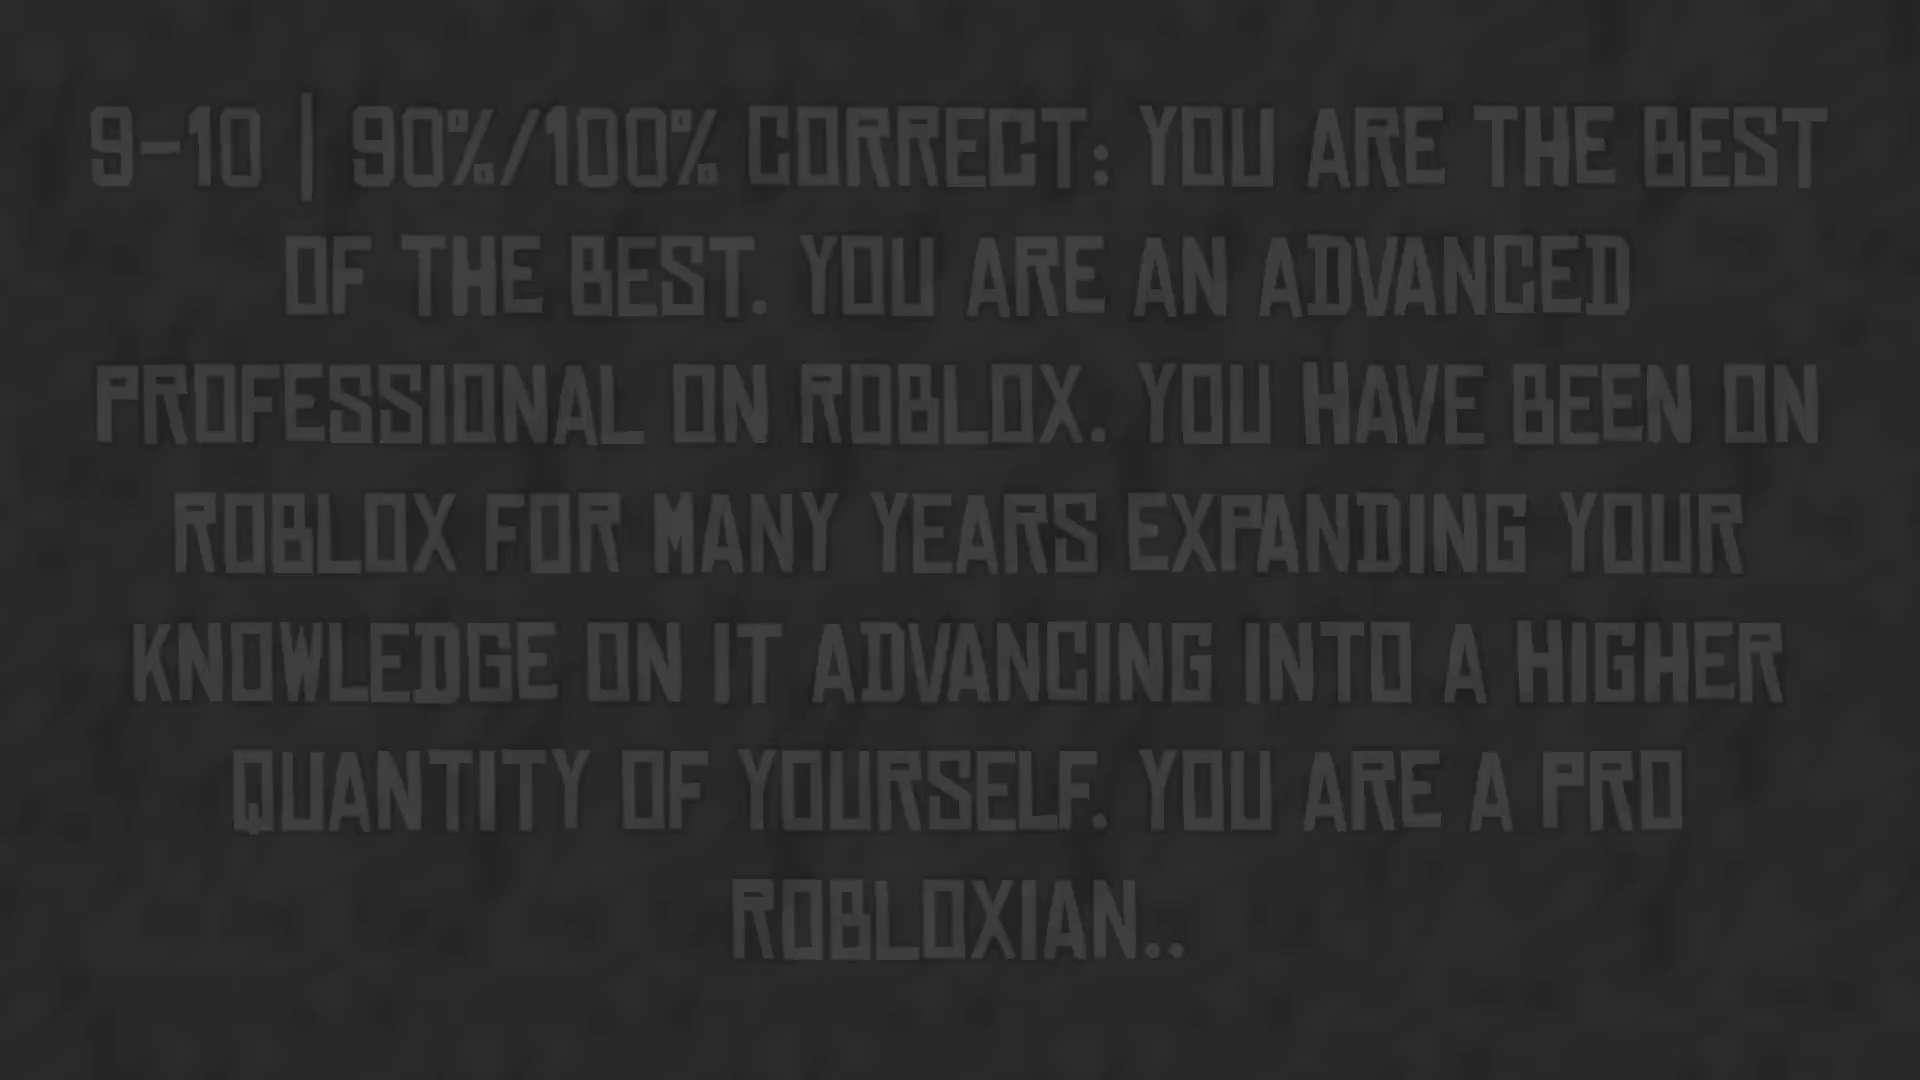 9-10 | 90%/100% CORRECT: YOU ARE THE BEST
OF THE BEST. YOU ARE AN ADVANCED
PROFESSIONAL ON ROBLOX. YOU HAVE BEEN ON
ROBLOX FOR MANY YEARS EXPANDING YOUR
KNOWLEDGE ON IT ADVANCING INTO A HIGHER
QUANTITY OF YOURSELF. YOU ARE A PRO
ROBLOXIAN..